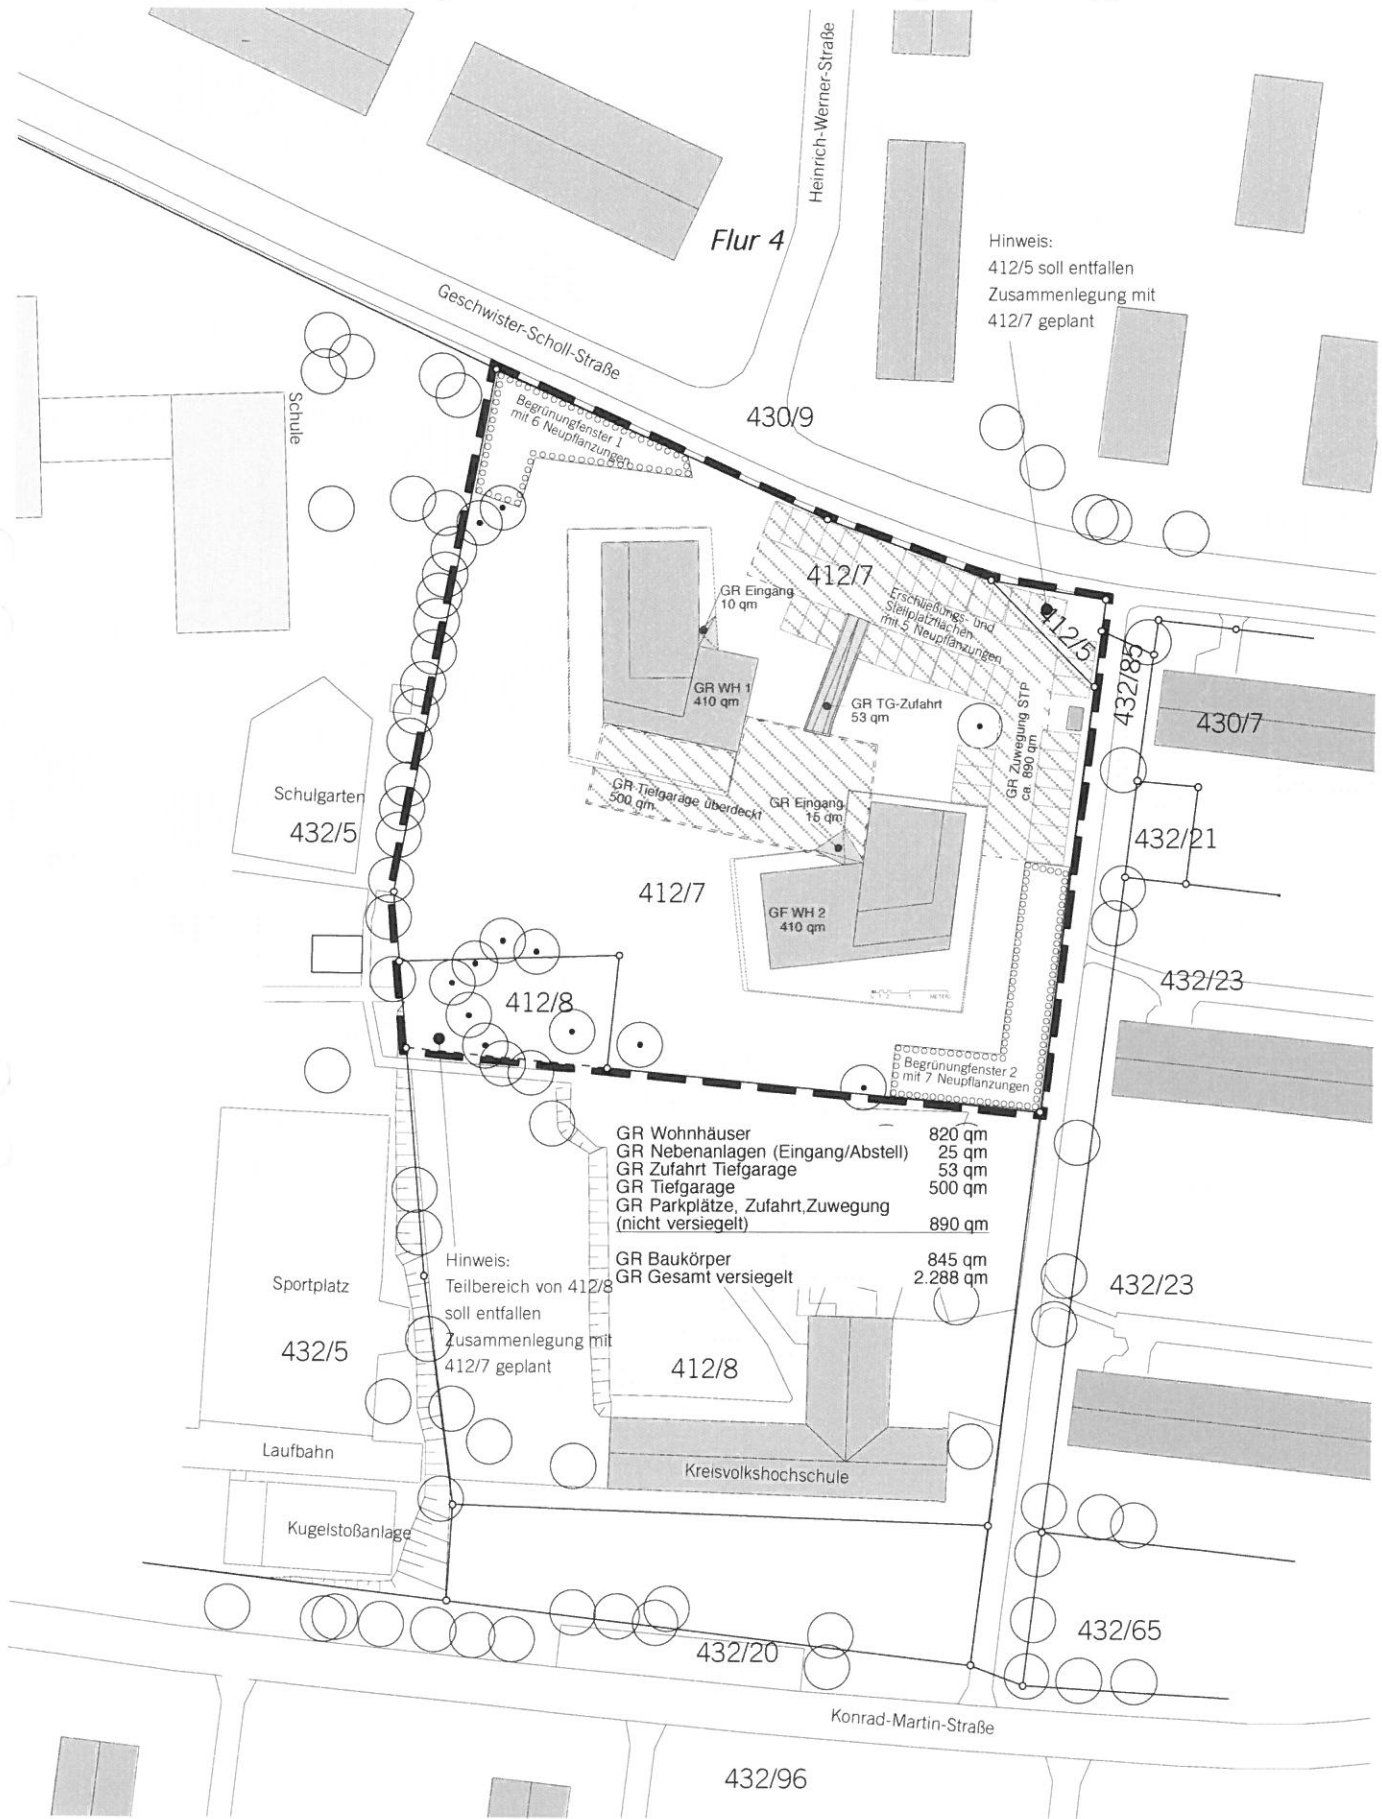 Heinrich-Werner-Straße
Flur 4
Hinweis:
412/5 soll entfallen
Zusammenlegung mit
412/7 geplant
Geschwister-Scholl-Straße
430/9
Schule
Begrünungfenster 1
mit 6 Neupflanzungen
412/7
GR Eingang
10 qm
Erschließungs- und
Stellplatzflächen
mit 5 Neupflanzungen
412/5
432/85
GR WH 1
410 qm
GR TG-Zufahrt
53 qm
GR Zuwegung STP
ca. 890 qm
430/7
Schulgarten
432/5
GR Tiefgarage überdeckt
500 qm
GR Eingang
15 qm
432/21
412/7
GF WH 2
410 qm
432/23
412/8
Begrünungfenster 2
mit 7 Neupflanzungen
GR Wohnhäuser 820 qm
GR Nebenanlagen (Eingang/Abstell) 25 qm
GR Zufahrt Tiefgarage 53 qm
GR Tiefgarage 500 qm
GR Parkplätze, Zufahrt,Zuwegung
(nicht versiegelt) 890 qm
GR Baukörper 845 qm
GR Gesamt versiegelt 2.288 qm
Hinweis:
Teilbereich von 412/8
soll entfallen
Zusammenlegung mit
412/7 geplant
Sportplatz
432/5
432/23
412/8
Laufbahn
Kreisvolkshochschule
Kugelstoßanlage
432/20
432/65
Konrad-Martin-Straße
432/96